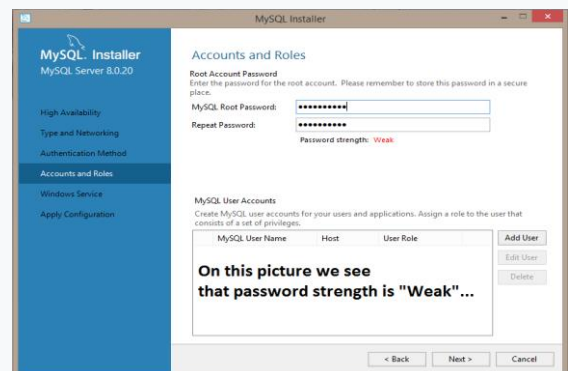 MySQL Installer
MySQL. Installer
MySQL Server 8.0.20
High Availability
Type and Networking
Authentication Method
Accounts and Roles
Windows Service
Apply Configuration
Accounts and Roles
Root Account Password
Enter the password for the root account. Please remember to store this password in a secure
place.
MySQL Root Password: ••••••••••
Repeat Password: ••••••••••
Password strength: Weak
MySQL User Accounts
Create MySQL user accounts for your users and applications. Assign a role to the user that
consists of a set of privileges.
MySQL User Name Host User Role
Add User
Edit User
Delete
On this picture we see
that password strength is "Weak"...
< Back Next > Cancel